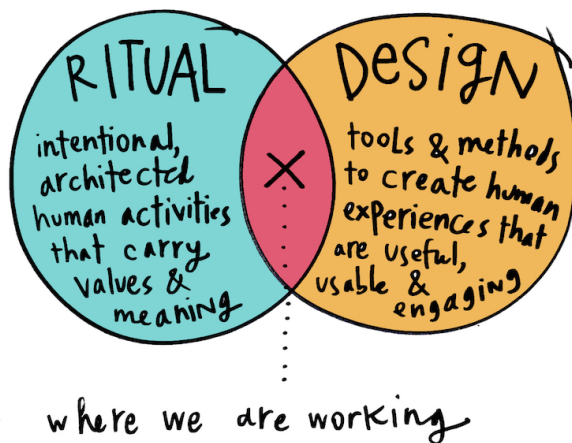 RITUAL
intentional,
architected
human activities
that carry
values &
meaning
X
DESIGN
tools & methods
to create human
experiences that
are useful,
usable &
engaging
where we are working